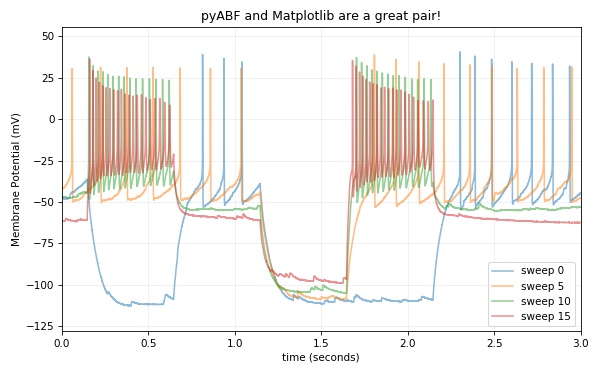 pyABF and Matplotlib are a great pair!
50
25
0
−25
−50
−75
−100
−125
Membrane Potential (mV)
0.0 0.5 1.0 1.5 2.0 2.5 3.0
time (seconds)
sweep 0
sweep 5
sweep 10
sweep 15